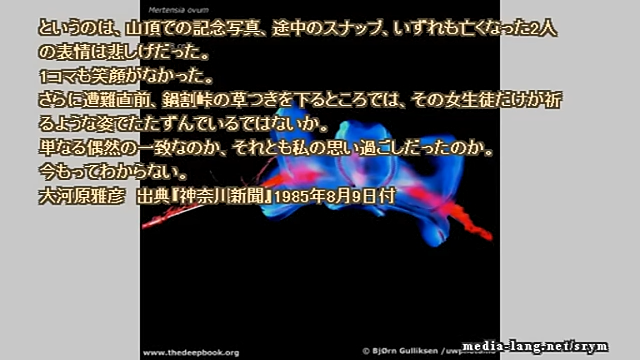 Mertensia ovum
というのは、山頂での記念写真、途中のスナップ、いずれも亡くなった2人
の表情は悲しげだった。
1コマも笑顔がなかった。
さらに遭難直前、鍋割峠の草つきを下るところでは、その女生徒だけが祈
るような姿でたたずんでいるではないか。
単なる偶然の一致なのか、それとも私の思い過ごしだったのか。
今もってわからない。
大河原雅彦 出典『神奈川新聞』1985年8月9日付
www.thedeepbook.org
© BjØrn Gulliksen /uwphoto.no
media-lang-net/srym